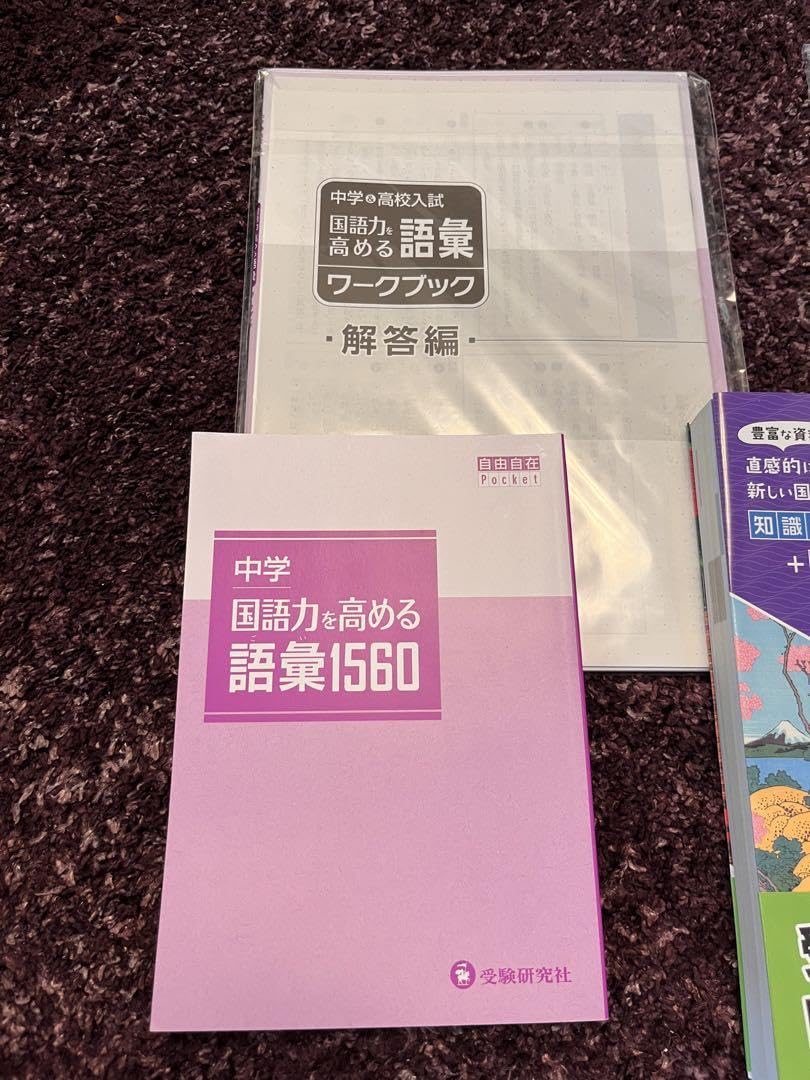 中学&高校入試
国語力を
高める 語彙
ワークブック
・解答編・
自由自在
Pocket
中学
国語力を高める
ごい
語彙1560
受験研究社
豊富な資
直感的に
新しい国
知識
+